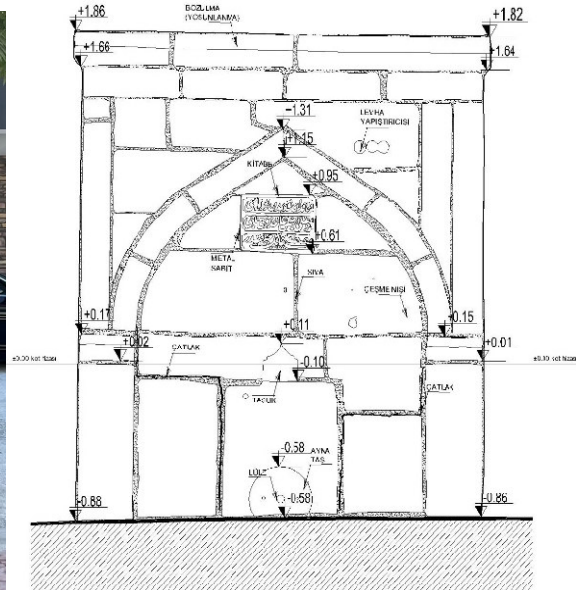 +1.86
BOZULMA
(YOSUNLANMA)
+1.82
+1.66
+1.64
+1.31
LEVHA
YAPIŞTIRICISI
+1.15
KİTABE
+0.95
+0.61
METAL
SABİT
SIVA
ÇEŞME NİŞİ
+0.17
+0.15
+0.11
+0.02
+0.01
ÇATLAK
±0.00 kot hizası
±0.00 kot hizası
-0.10
ÇATLAK
TASLIK
-0.58
AYNA
TAŞ
LÜLE
-0.58
-0.88
-0.86